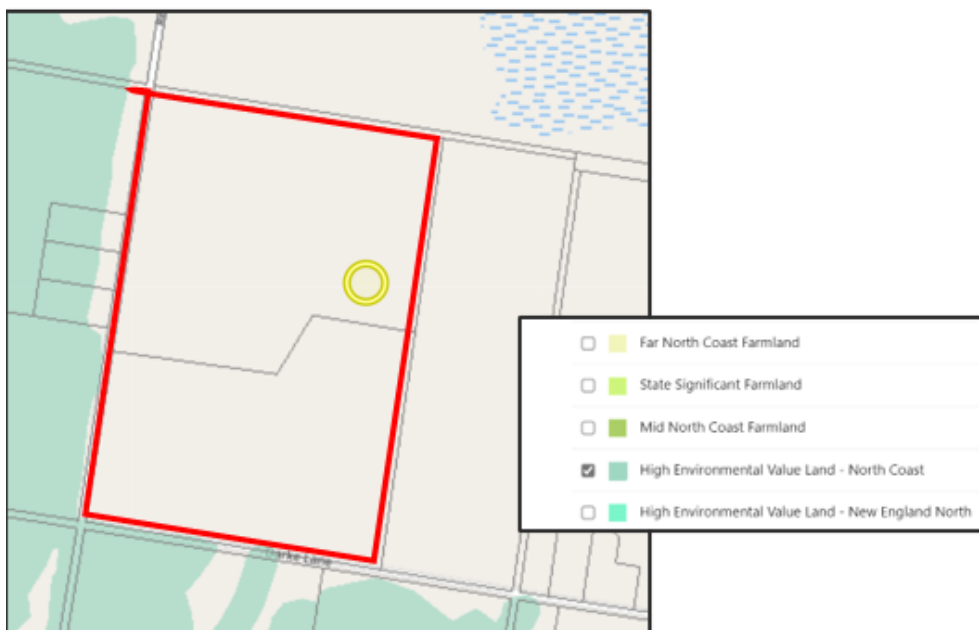 Far North Coast Farmland
State Significant Farmland
Mid North Coast Farmland
High Environmental Value Land - North Coast
High Environmental Value Land - New England North
Lane